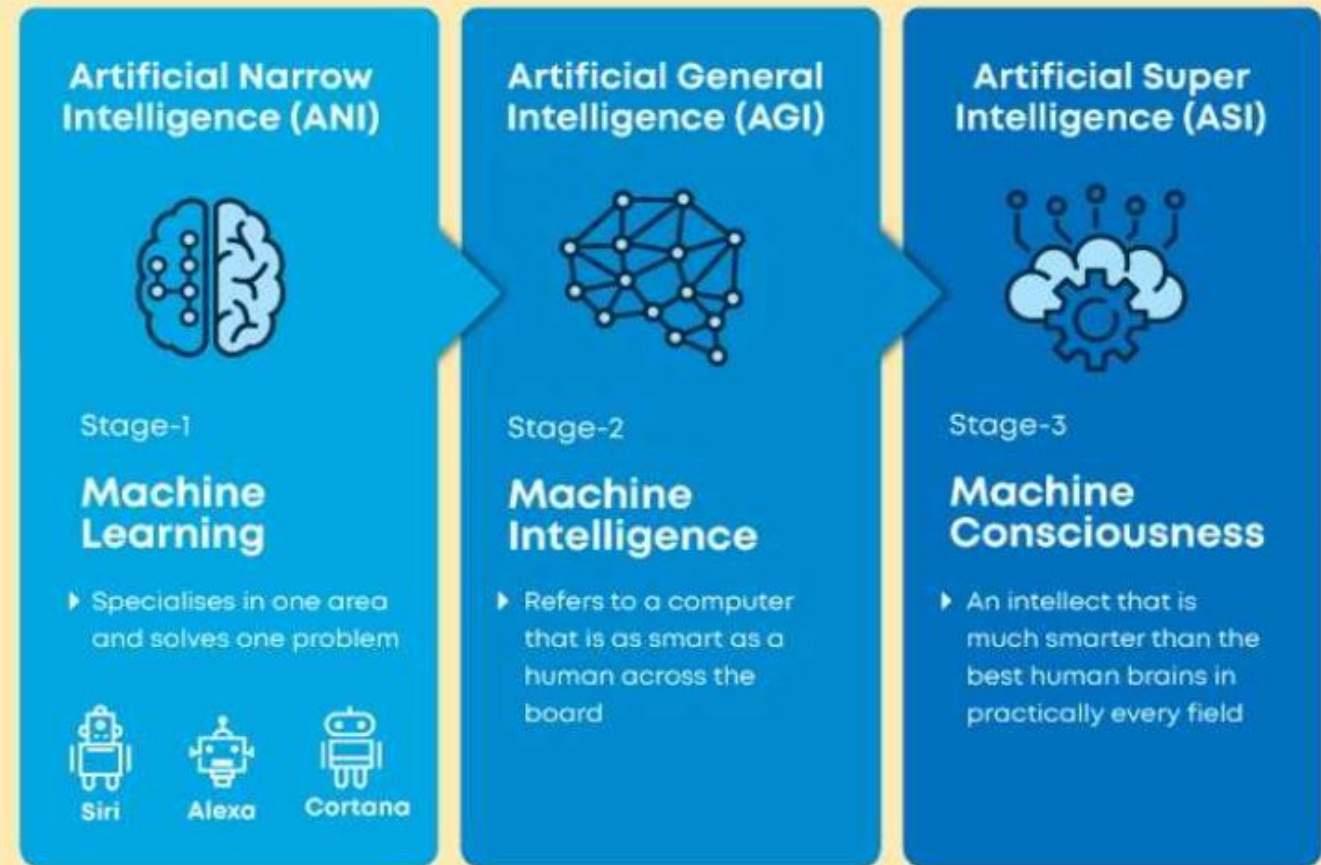 Artificial Narrow
Intelligence (ANI)
Stage-1
Machine
Learning
Specialises in one area
and solves one problem
Siri
Alexa
Cortana
Artificial General
Intelligence (AGI)
Stage-2
Machine
Intelligence
Refers to a computer
that is as smart as a
human across the
board
Artificial Super
Intelligence (ASI)
Stage-3
Machine
Consciousness
An intellect that is
much smarter than the
best human brains in
practically every field